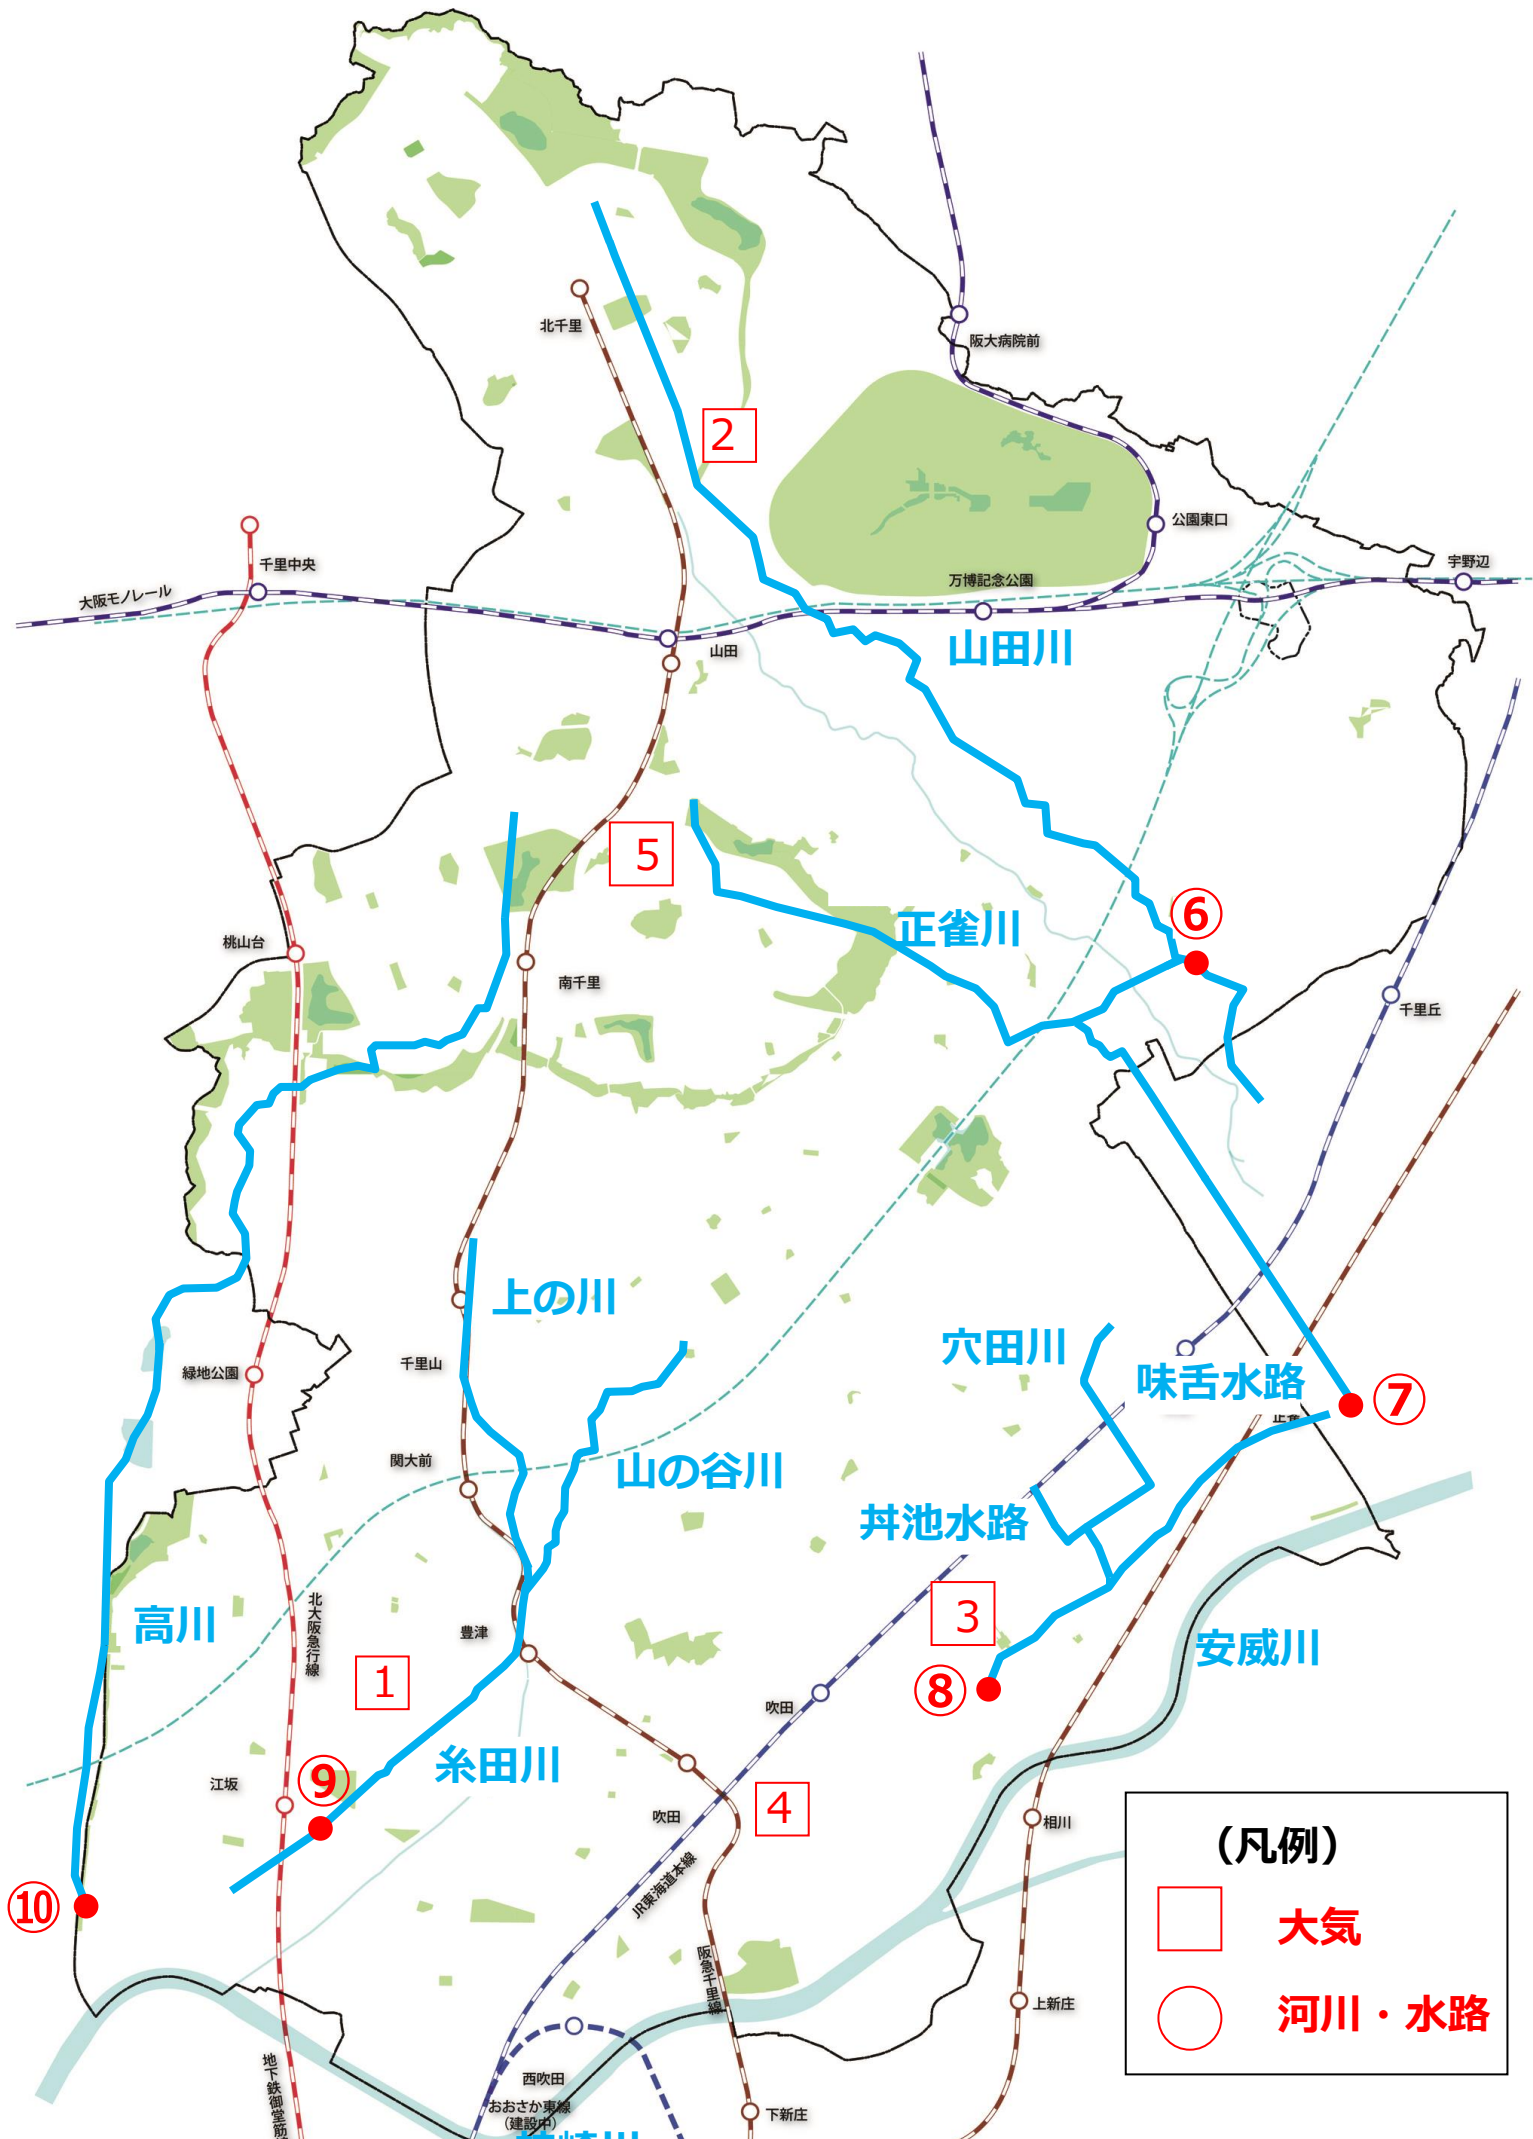 北千里
阪大病院前
2
公園東口
宇野辺
千里中央
万博記念公園
大阪モノレール
山田
山田川
5
⑥
正雀川
桃山台
南千里
千里丘
上の川
穴田川
千里山
緑地公園
味舌水路
⑦
正雀
関大前
山の谷川
丼池水路
高川
北大阪急行線
豊津
3
安威川
1
⑧
吹田
糸田川
⑨
江坂
4
吹田
相川
(凡例)
JR東海道本線
⑩
大気
阪急千里線
上新庄
河川・水路
地下鉄御堂筋
西吹田
おおさか東線
(建設中)
下新庄